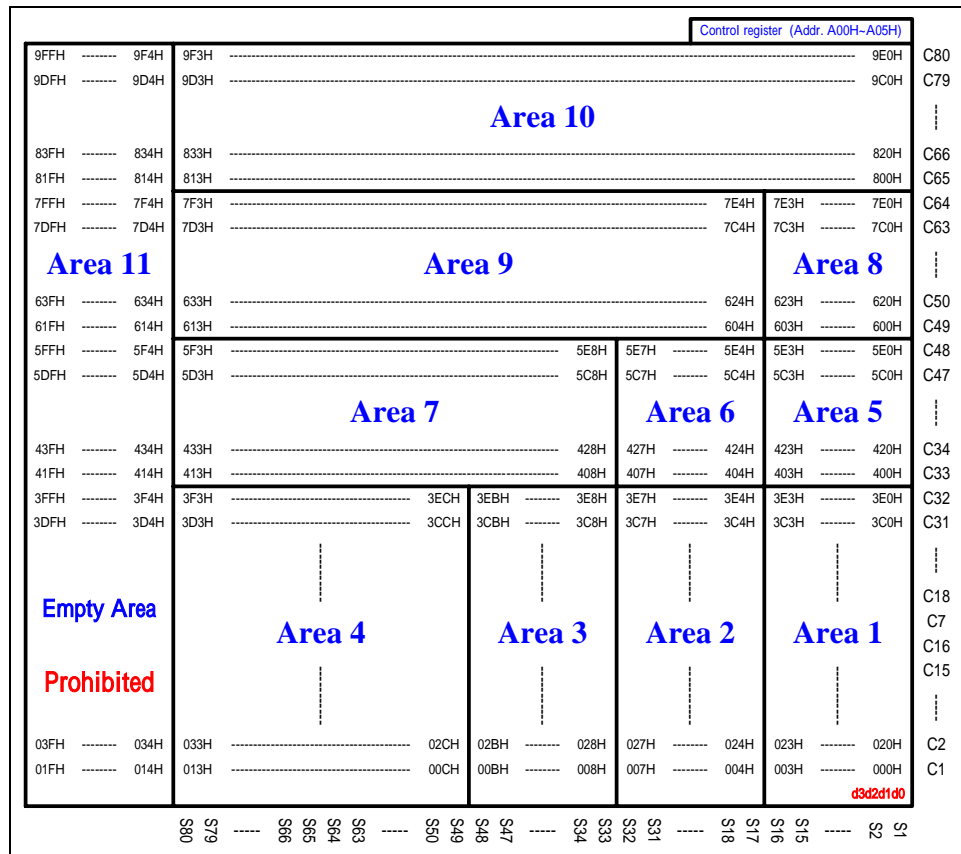 Control register (Addr. A00H~A05H)
9FFH -------- 9F4H 9F3H -------- 9E0H C80
9DFH -------- 9D4H 9D3H -------- 9C0H C79
Area 10
83FH -------- 834H 833H -------- 820H C66
81FH -------- 814H 813H -------- 800H C65
7FFH -------- 7F4H 7F3H -------- 7E4H 7E3H -------- 7E0H C64
7DFH -------- 7D4H 7D3H -------- 7C4H 7C3H -------- 7C0H C63
Area 11 Area 9 Area 8
63FH -------- 634H 633H -------- 624H 623H -------- 620H C50
61FH -------- 614H 613H -------- 604H 603H -------- 600H C49
5FFH -------- 5F4H 5F3H -------- 5E8H 5E7H -------- 5E4H 5E3H -------- 5E0H C48
5DFH -------- 5D4H 5D3H -------- 5C8H 5C7H -------- 5C4H 5C3H -------- 5C0H C47
Area 7 Area 6 Area 5
43FH -------- 434H 433H -------- 428H 427H -------- 424H 423H -------- 420H C34
41FH -------- 414H 413H -------- 408H 407H -------- 404H 403H -------- 400H C33
3FFH -------- 3F4H 3F3H -------- 3ECH 3EBH -------- 3E8H 3E7H -------- 3E4H 3E3H -------- 3E0H C32
3DFH -------- 3D4H 3D3H -------- 3CCH 3CBH -------- 3C8H 3C7H -------- 3C4H 3C3H -------- 3C0H C31
C18
Empty Area
C7
Area 4 Area 3 Area 2 Area 1
C16
C15
Prohibited
03FH -------- 034H 033H -------- 02CH 02BH -------- 028H 027H -------- 024H 023H -------- 020H C2
01FH -------- 014H 013H -------- 00CH 00BH -------- 008H 007H -------- 004H 003H -------- 000H C1
d3d2d1d0
S80 S79 ----- S66 S65 S64 S63 ----- S50 S49 S48 S47 ----- S34 S33 S32 S31 ----- S18 S17 S16 S15 ----- S2 S1